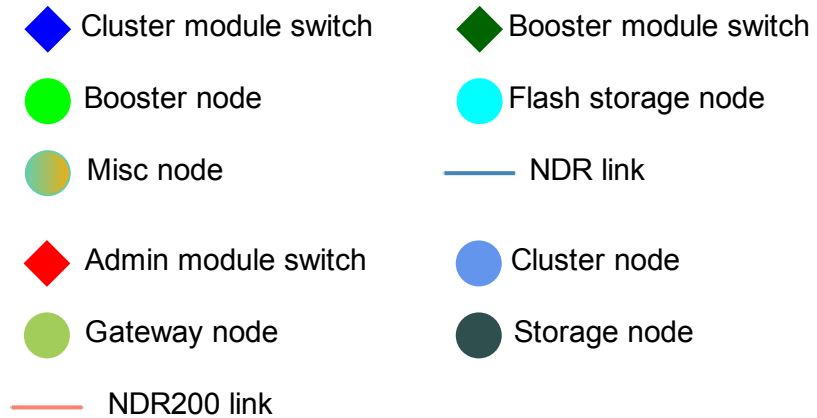 Cluster module switch
Booster module switch
Booster node
Flash storage node
Misc node
NDR link
Admin module switch
Cluster node
Gateway node
Storage node
NDR200 link